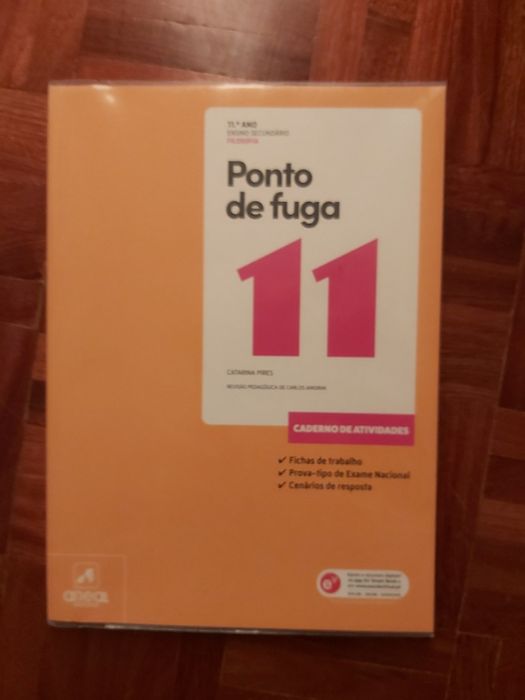 11.º ANO
ENSINO SECUNDÁRIO
FILOSOFIA
Ponto
de fuga
11
CATARINA PIRES
REVISÃO PEDAGÓGICA DE CARLOS AMORIM
CADERNO DE ATIVIDADES
✓ Fichas de trabalho
✓ Prova-tipo de Exame Nacional
✓ Cenários de resposta
areal